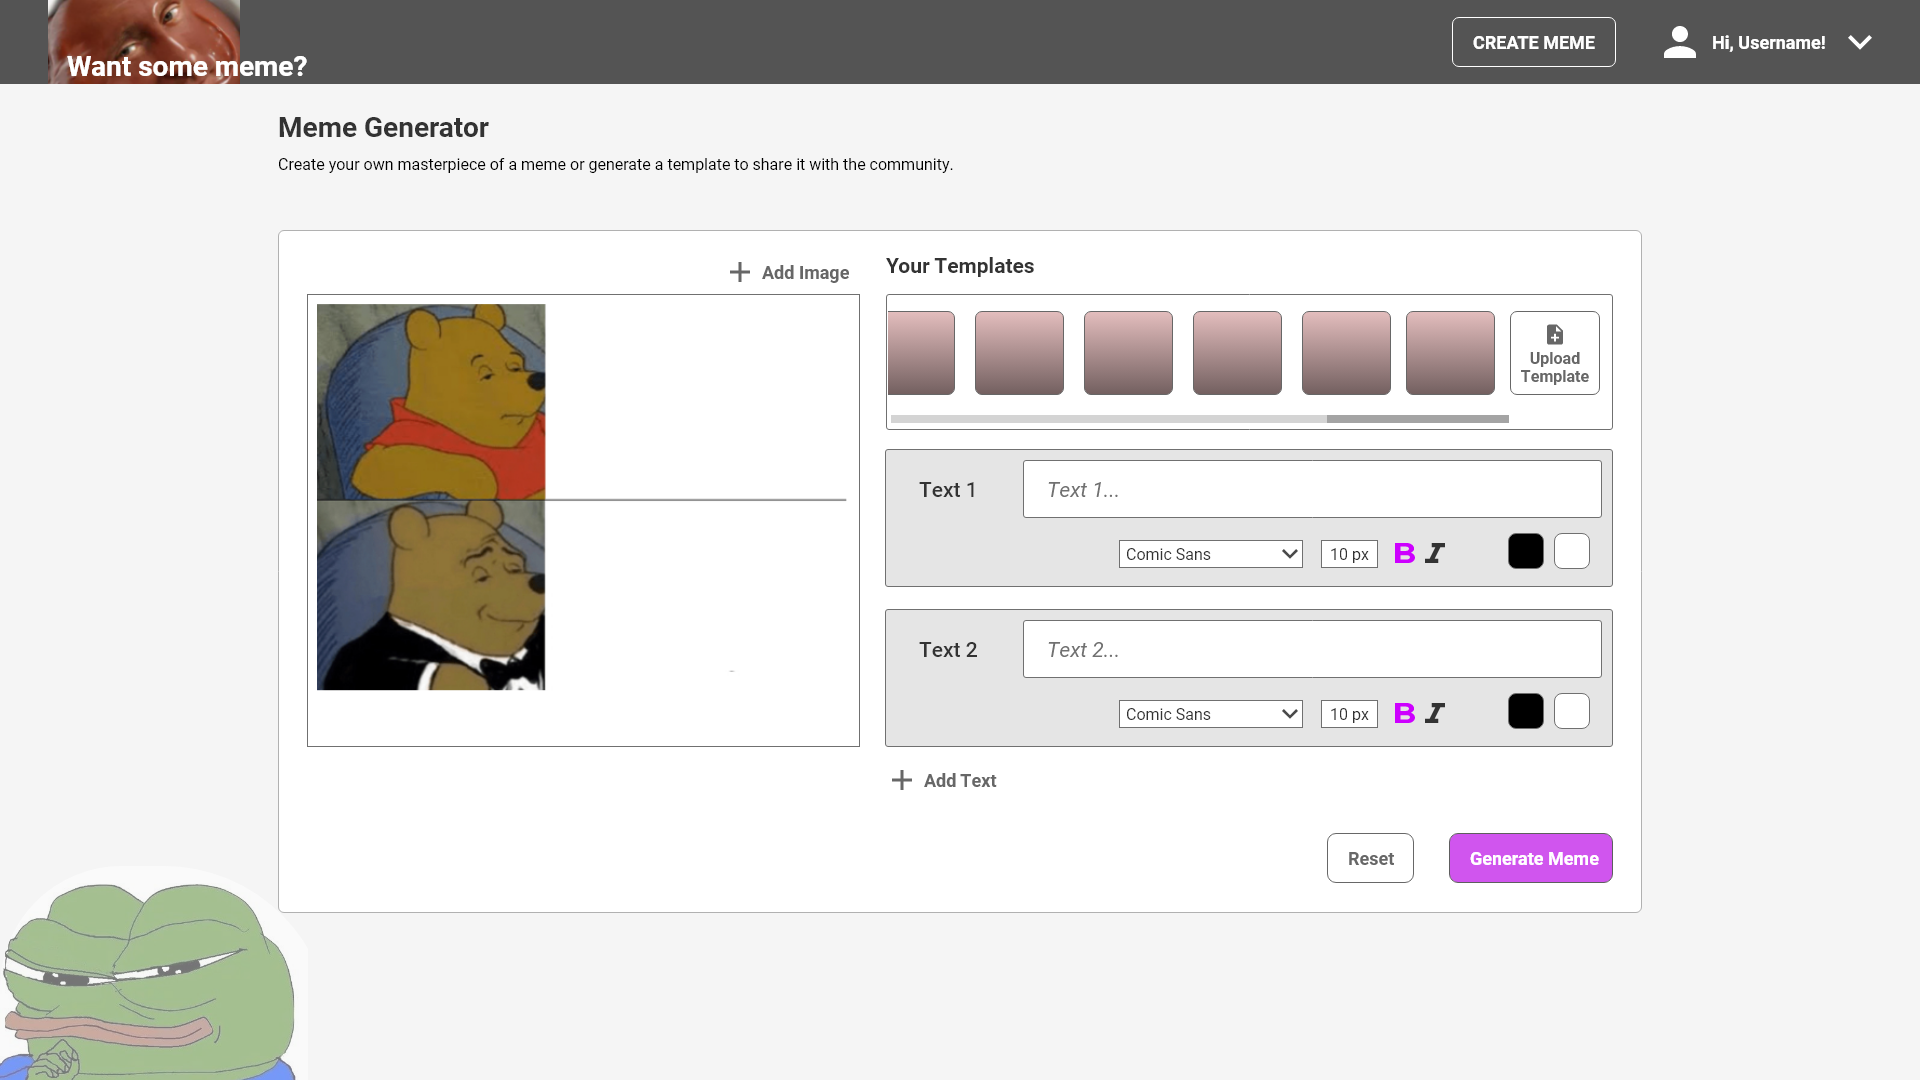 Want some meme?
CREATE MEME
Hi, Username!
Meme Generator
Create your own masterpiece of a meme or generate a template to share it with the community.
Add Image
Your Templates
Upload
Template
Text 1
Text 1...
Comic Sans
10 px
B I
Text 2
Text 2...
Comic Sans
10 px
B I
Add Text
Reset
Generate Meme